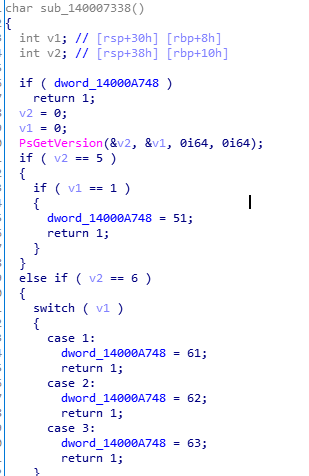 char sub_140007338()
{
  int v1; // [rsp+30h] [rbp+8h]
  int v2; // [rsp+38h] [rbp+10h]

  if ( dword_14000A748 )
    return 1;
  v2 = 0;
  v1 = 0;
  PsGetVersion(&v2, &v1, 0i64, 0i64);
  if ( v2 == 5 )
  {
    if ( v1 == 1 )
    {
      dword_14000A748 = 51;
      return 1;
    }
  }
  else if ( v2 == 6 )
  {
    switch ( v1 )
    {
      case 1:
        dword_14000A748 = 61;
        return 1;
      case 2:
        dword_14000A748 = 62;
        return 1;
      case 3:
        dword_14000A748 = 63;
        return 1;
    }